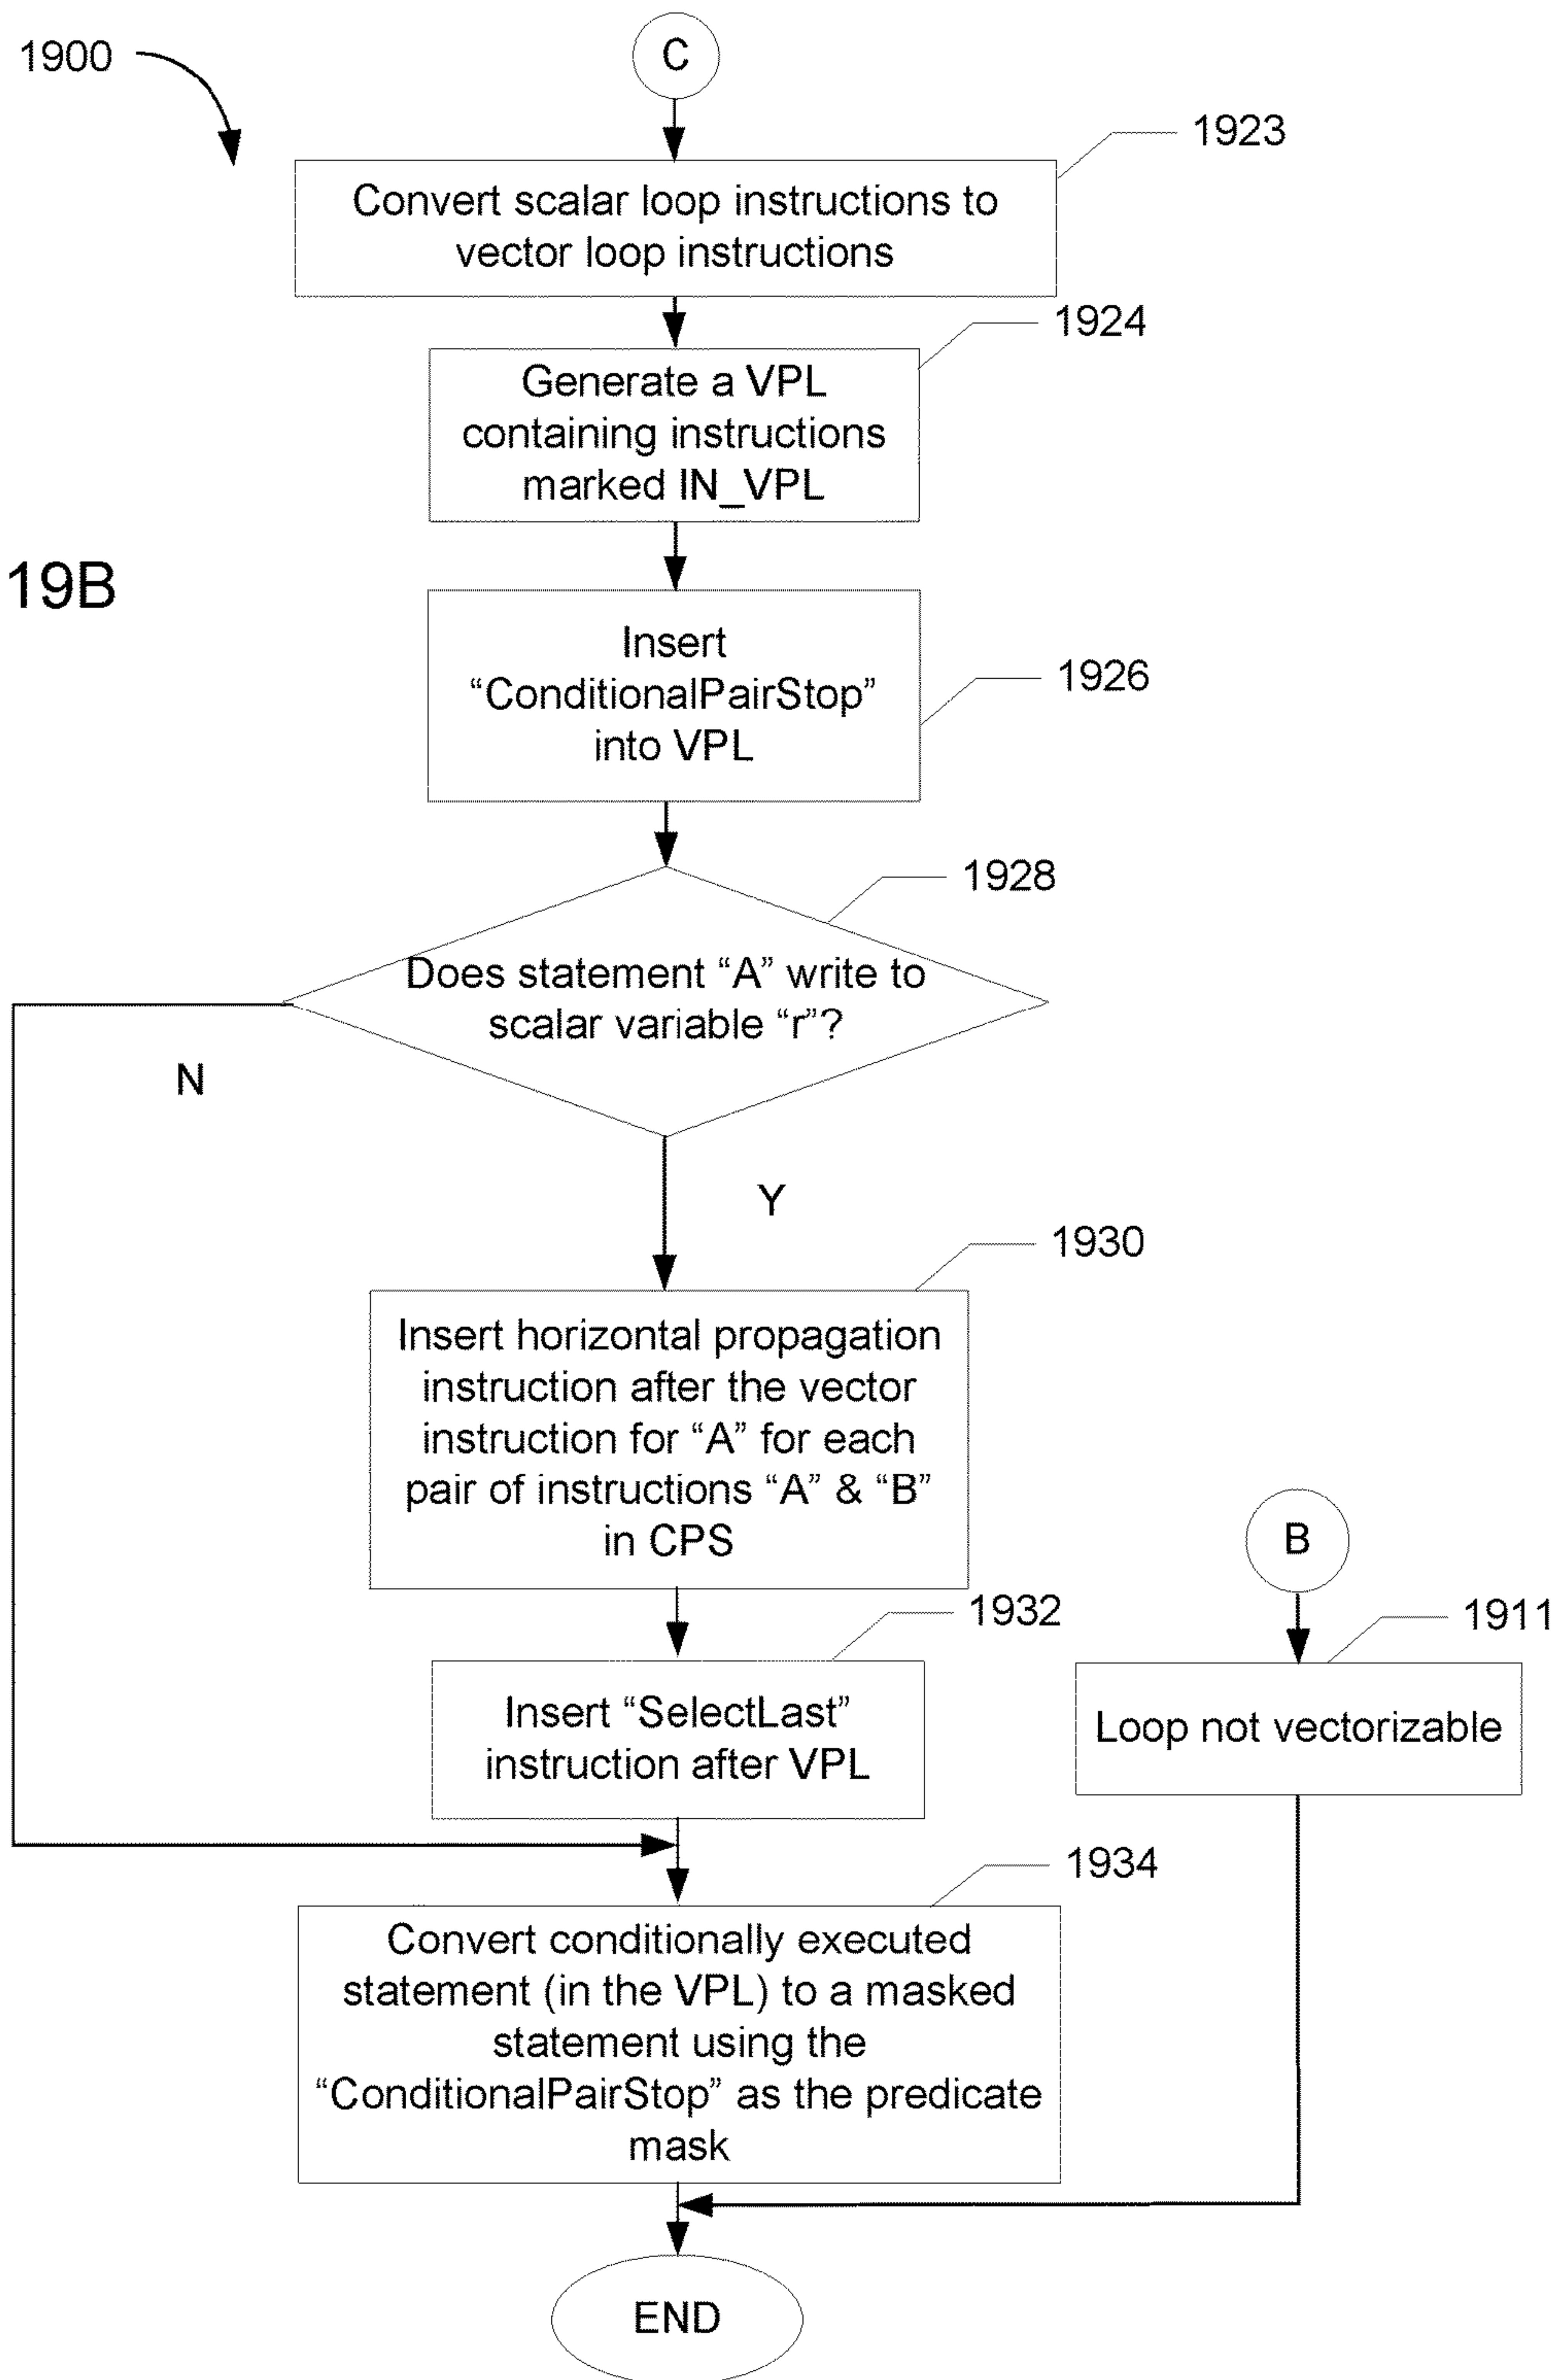 1900
C
1923
Convert scalar loop instructions to
vector loop instructions
1924
Generate a VPL
containing instructions
marked IN_VPL
19B
Insert
“ConditionalPairStop”
into VPL
1926
1928
Does statement “A” write to
scalar variable “r”?
N
Y
1930
Insert horizontal propagation
instruction after the vector
instruction for “A” for each
pair of instructions “A” & “B”
in CPS
B
1932
1911
Insert “SelectLast”
instruction after VPL
Loop not vectorizable
1934
Convert conditionally executed
statement (in the VPL) to a masked
statement using the
“ConditionalPairStop” as the predicate
mask
END